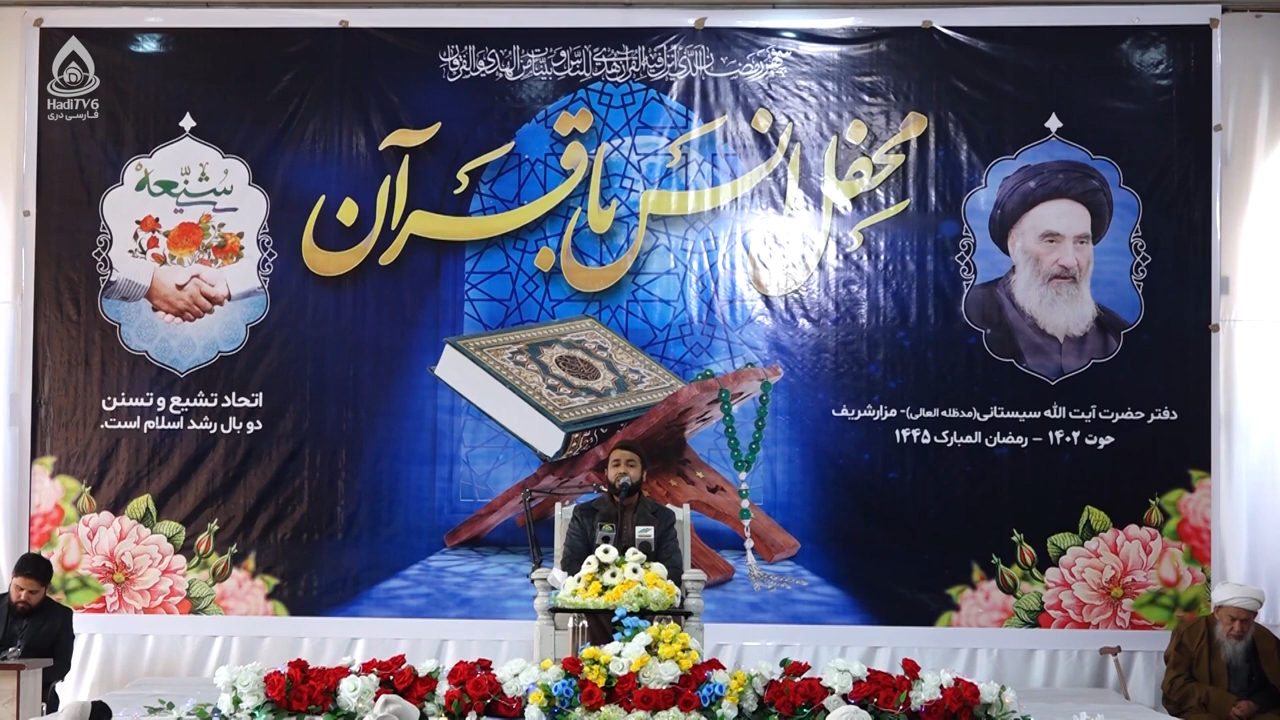 شهر رمضان الذی انزل فیه القرآن هدی للناس و بینات من الهدی و الفرقان
HadiTV6
فارسی دری
محفل انس با قرآن
سُنّیعه
اتحاد تشیع و تسنن
دو بال رشد اسلام است.
دفتر حضرت آیت الله سیستانی(مدظله العالی)- مزارشریف
حوت ۱۴۰۲ – رمضان المبارک ۱۴۴۵